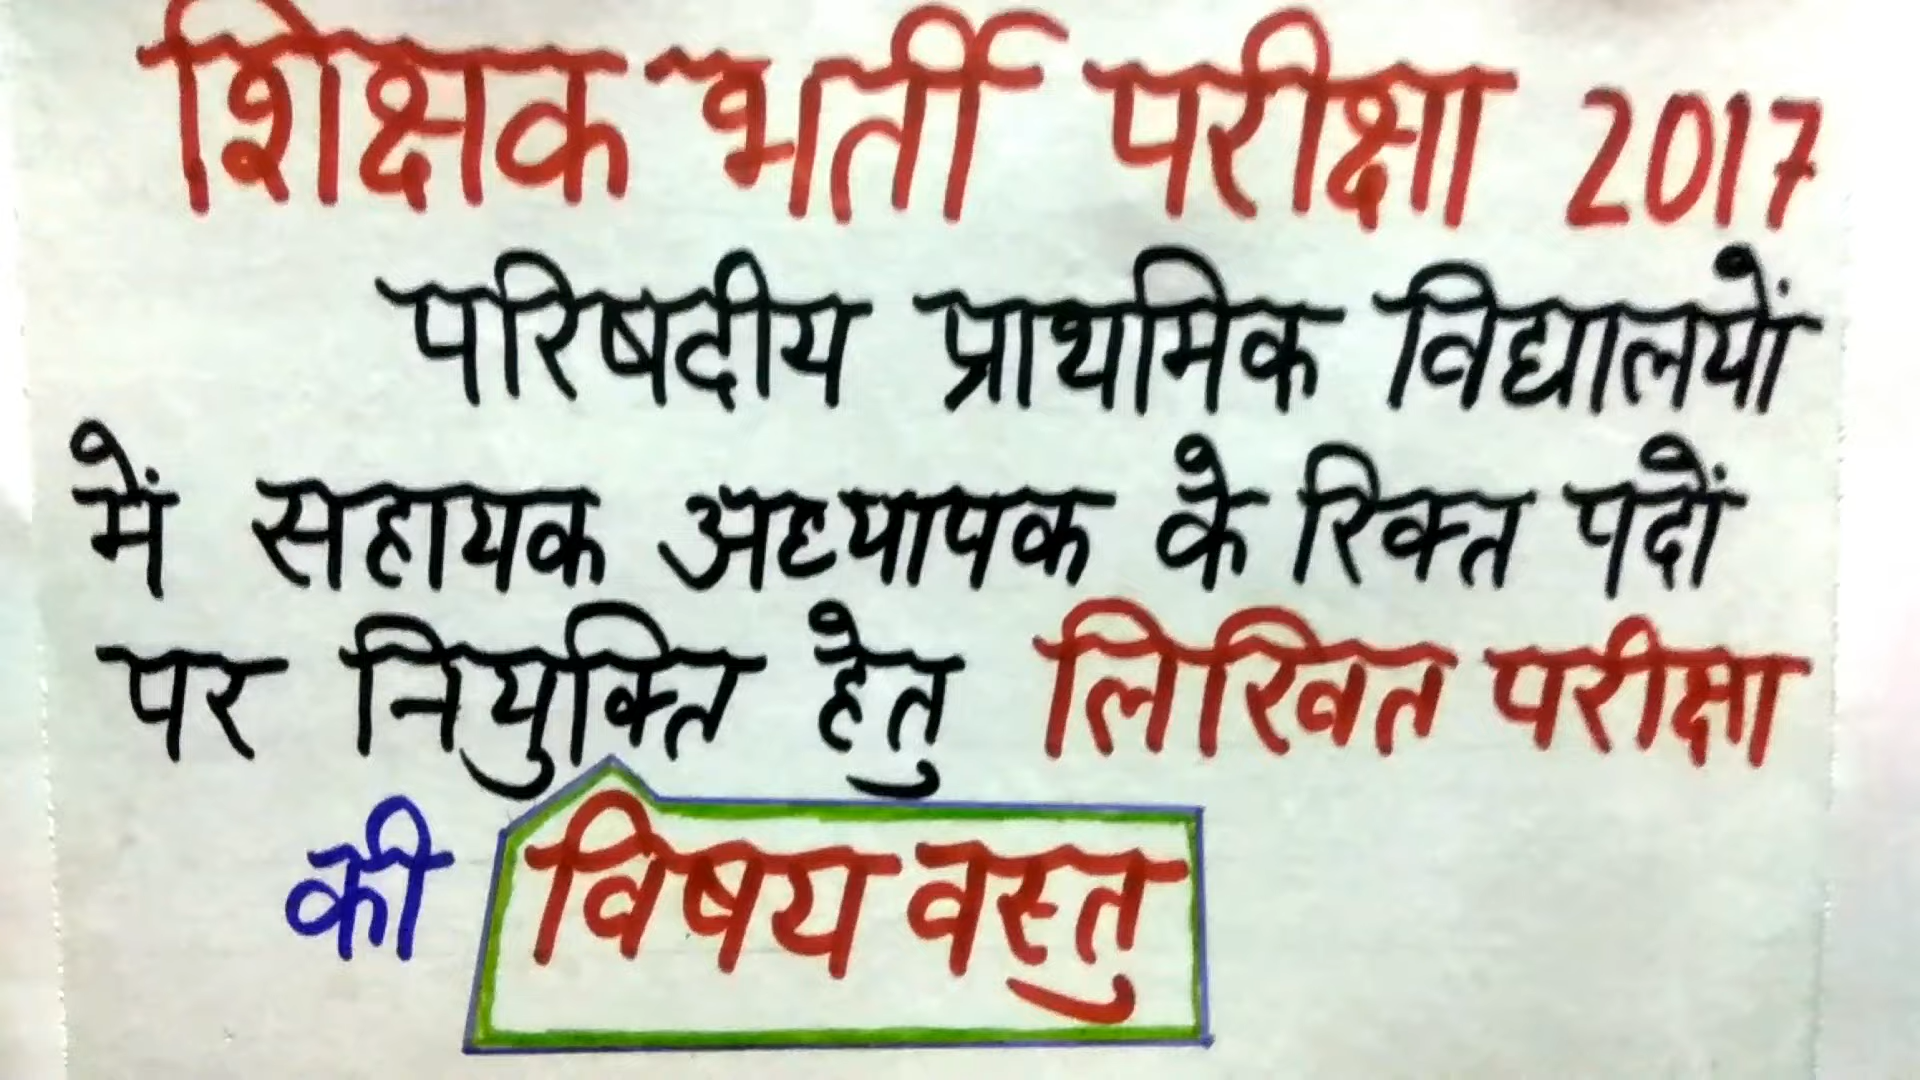 शिक्षक भर्ती परीक्षा 2017
परिषदीय प्राथमिक विद्यालयों
में सहायक अध्यापक के रिक्त पदों
पर नियुक्ति हेतु लिखित परीक्षा
की विषय वस्तु